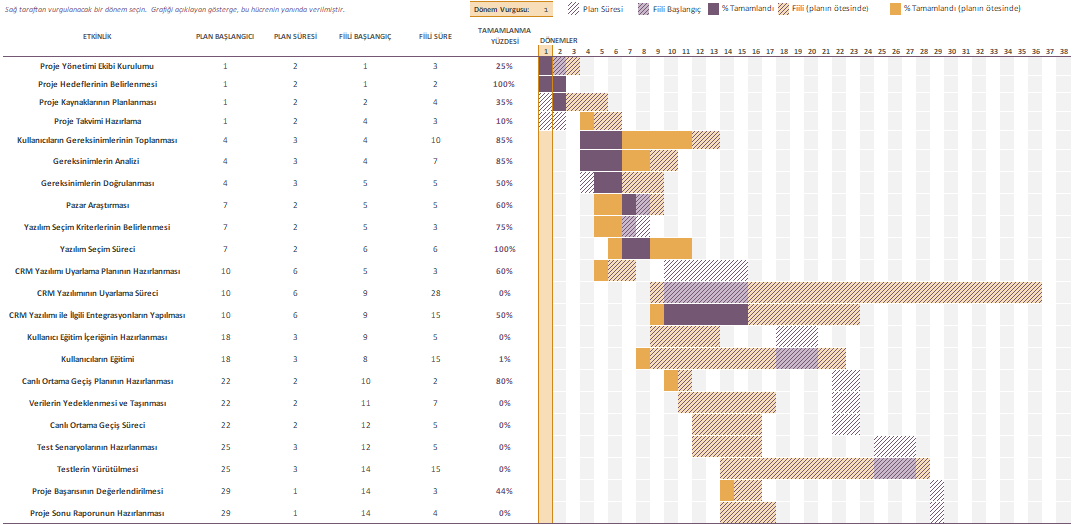 Sağ taraftan vurgulanacak bir dönem seçin. Grafiği açıklayan gösterge, bu hücrenin yanında verilmiştir.
Dönem Vurgusu: 1
Plan Süresi
Fiili Başlangıç
% Tamamlandı
Fiili (planın ötesinde)
% Tamamlandı (planın ötesinde)
ETKİNLİK PLAN BAŞLANGICI PLAN SÜRESİ FİİLİ BAŞLANGIÇ FİİLİ SÜRE TAMAMLANMA
YÜZDESİ
DÖNEMLER
1 2 3 4 5 6 7 8 9 10 11 12 13 14 15 16 17 18 19 20 21 22 23 24 25 26 27 28 29 30 31 32 33 34 35 36 37 38
Proje Yönetimi Ekibi Kurulumu 1 2 1 3 25%
Proje Hedeflerinin Belirlenmesi 1 2 1 2 100%
Proje Kaynaklarının Planlanması 1 2 2 4 35%
Proje Takvimi Hazırlama 1 2 4 3 10%
Kullanıcıların Gereksinimlerinin Toplanması 4 3 4 10 85%
Gereksinimlerin Analizi 4 3 4 7 85%
Gereksinimlerin Doğrulanması 4 3 5 5 50%
Pazar Araştırması 7 2 5 5 60%
Yazılım Seçim Kriterlerinin Belirlenmesi 7 2 5 3 75%
Yazılım Seçim Süreci 7 2 6 6 100%
CRM Yazılımı Uyarlama Planının Hazırlanması 10 6 5 3 60%
CRM Yazılımının Uyarlama Süreci 10 6 9 28 0%
CRM Yazılımı ile İlgili Entegrasyonların Yapılması 10 6 9 15 50%
Kullanıcı Eğitim İçeriğinin Hazırlanması 18 3 9 5 0%
Kullanıcıların Eğitimi 18 3 8 15 1%
Canlı Ortama Geçiş Planının Hazırlanması 22 2 10 2 80%
Verilerin Yedeklenmesi ve Taşınması 22 2 11 7 0%
Canlı Ortama Geçiş Süreci 22 2 12 5 0%
Test Senaryolarının Hazırlanması 25 3 12 5 0%
Testlerin Yürütülmesi 25 3 14 15 0%
Proje Başarısının Değerlendirilmesi 29 1 14 3 44%
Proje Sonu Raporunun Hazırlanması 29 1 14 4 0%